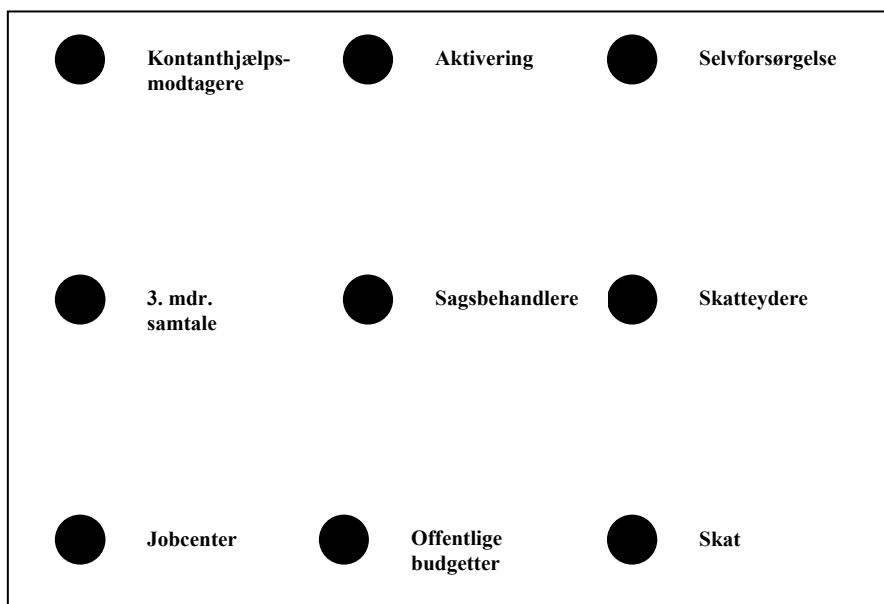 Kontanthjælps-
modtagere
Aktivering
Selvforsørgelse
3. mdr.
samtale
Sagsbehandlere
Skatteydere
Jobcenter
Offentlige
budgetter
Skat